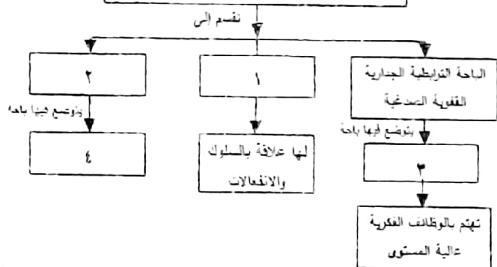 تقسم إلى
الباحة الترابطية الجدارية
القفوية الصدغية
١
٢
يتوضع فيها باحة
يتوضع فيها باحة
٣
لها علاقة بالسلوك
والانفعالات
٤
تهتم بالوظائف الفكرية
عالية المستوى